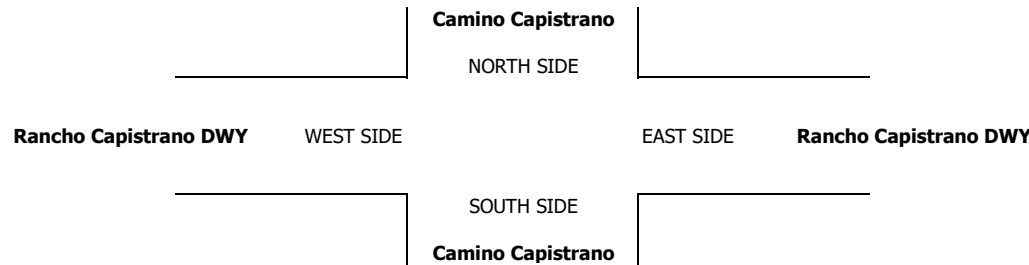 Camino Capistrano
NORTH SIDE
Rancho Capistrano DWY WEST SIDE EAST SIDE Rancho Capistrano DWY
SOUTH SIDE
Camino Capistrano